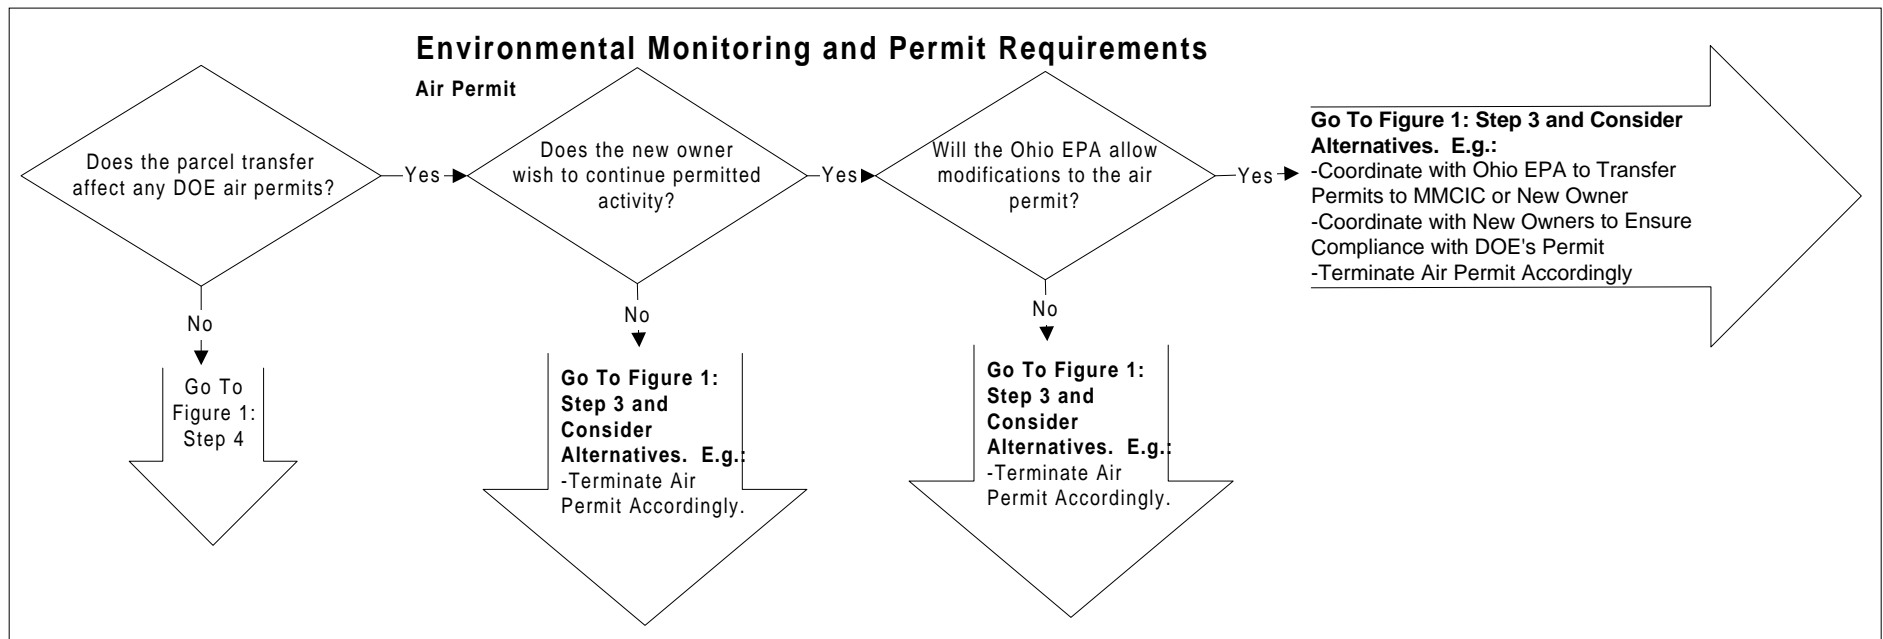 Environmental Monitoring and Permit Requirements
Air Permit
Does the parcel transfer
affect any DOE air permits?
Yes
Does the new owner
wish to continue permitted
activity?
Yes
Will the Ohio EPA allow
modifications to the air
permit?
Yes
Go To Figure 1: Step 3 and Consider
Alternatives. E.g.:
-Coordinate with Ohio EPA to Transfer
Permits to MMCIC or New Owner
-Coordinate with New Owners to Ensure
Compliance with DOE's Permit
-Terminate Air Permit Accordingly
No
Go To
Figure 1:
Step 4
No
Go To Figure 1:
Step 3 and
Consider
Alternatives. E.g.:
-Terminate Air
Permit Accordingly.
No
Go To Figure 1:
Step 3 and
Consider
Alternatives. E.g.:
-Terminate Air
Permit Accordingly.